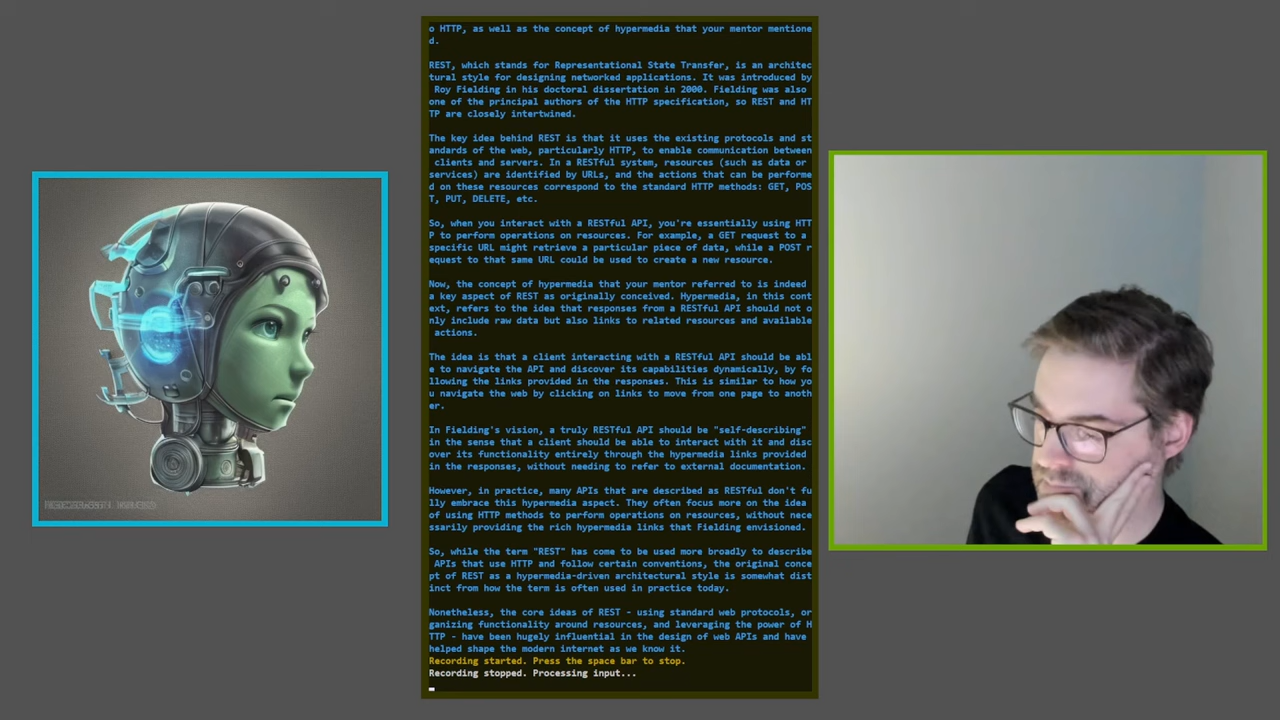 o HTTP, as well as the concept of hypermedia that your mentor mentione
d.
REST, which stands for Representational State Transfer, is an architec
tural style for designing networked applications. It was introduced by
 Roy Fielding in his doctoral dissertation in 2000. Fielding was also
one of the principal authors of the HTTP specification, so REST and HT
TP are closely intertwined.
The key idea behind REST is that it uses the existing protocols and st
andards of the web, particularly HTTP, to enable communication between
 clients and servers. In a RESTful system, resources (such as data or
services) are identified by URLs, and the actions that can be performe
d on these resources correspond to the standard HTTP methods: GET, POS
T, PUT, DELETE, etc.
So, when you interact with a RESTful API, you're essentially using HTT
P to perform operations on resources. For example, a GET request to a
specific URL might retrieve a particular piece of data, while a POST r
equest to that same URL could be used to create a new resource.
Now, the concept of hypermedia that your mentor referred to is indeed
a key aspect of REST as originally conceived. Hypermedia, in this cont
ext, refers to the idea that responses from a RESTful API should not o
nly include raw data but also links to related resources and available
 actions.
The idea is that a client interacting with a RESTful API should be abl
e to navigate the API and discover its capabilities dynamically, by fo
llowing the links provided in the responses. This is similar to how yo
u navigate the web by clicking on links to move from one page to anoth
er.
In Fielding's vision, a truly RESTful API should be "self-describing"
in the sense that a client should be able to interact with it and disc
over its functionality entirely through the hypermedia links provided
in the responses, without needing to refer to external documentation.
However, in practice, many APIs that are described as RESTful don't fu
lly embrace this hypermedia aspect. They often focus more on the idea
of using HTTP methods to perform operations on resources, without nece
ssarily providing the rich hypermedia links that Fielding envisioned.
So, while the term "REST" has come to be used more broadly to describe
 APIs that use HTTP and follow certain conventions, the original conce
pt of REST as a hypermedia-driven architectural style is somewhat dist
inct from how the term is often used in practice today.
Nonetheless, the core ideas of REST - using standard web protocols, or
ganizing functionality around resources, and leveraging the power of H
TTP - have been hugely influential in the design of web APIs and have
helped shape the modern internet as we know it.
Recording started. Press the space bar to stop.
Recording stopped. Processing input...